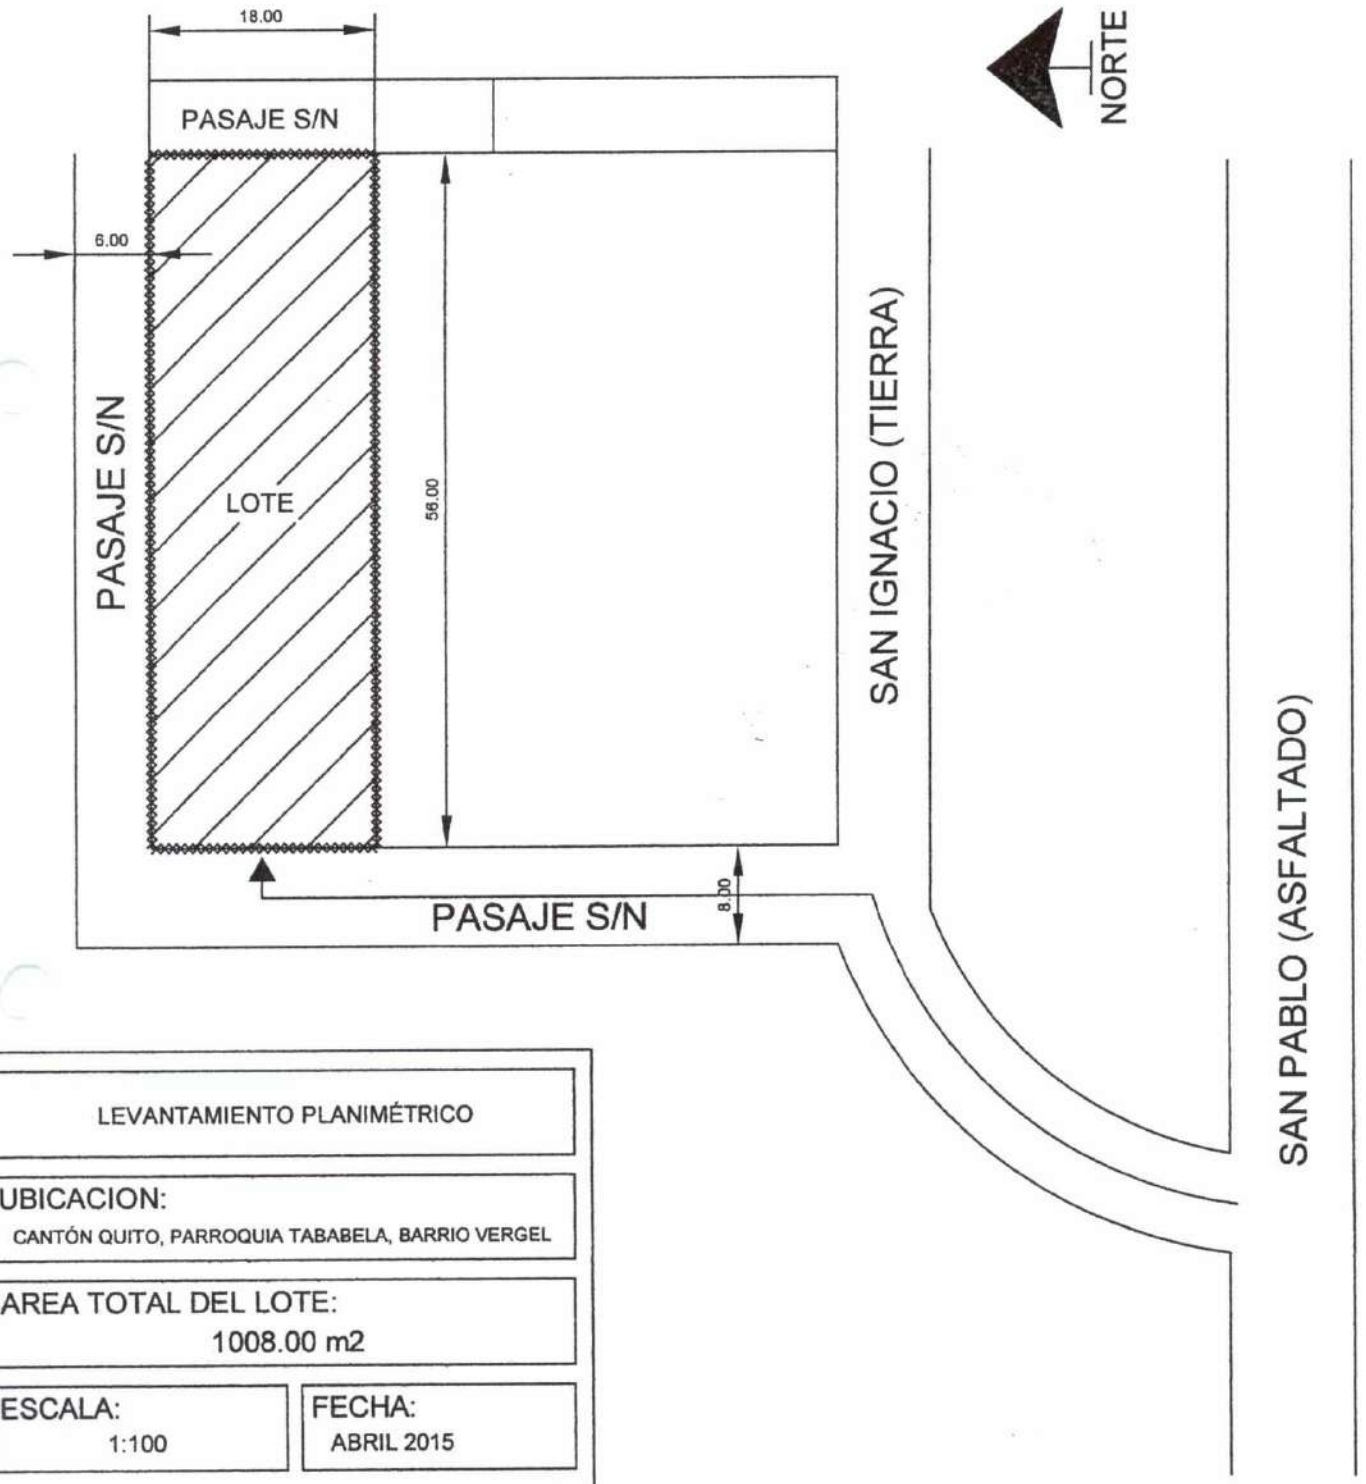 18.00
NORTE
PASAJE S/N
6.00
PASAJE S/N
LOTE
56.00
SAN IGNACIO (TIERRA)
SAN PABLO (ASFALTADO)
8.00
PASAJE S/N
LEVANTAMIENTO PLANIMÉTRICO
UBICACION:
CANTÓN QUITO, PARROQUIA TABABELA, BARRIO VERGEL
AREA TOTAL DEL LOTE:
1008.00 m2
ESCALA:
1:100
FECHA:
ABRIL 2015